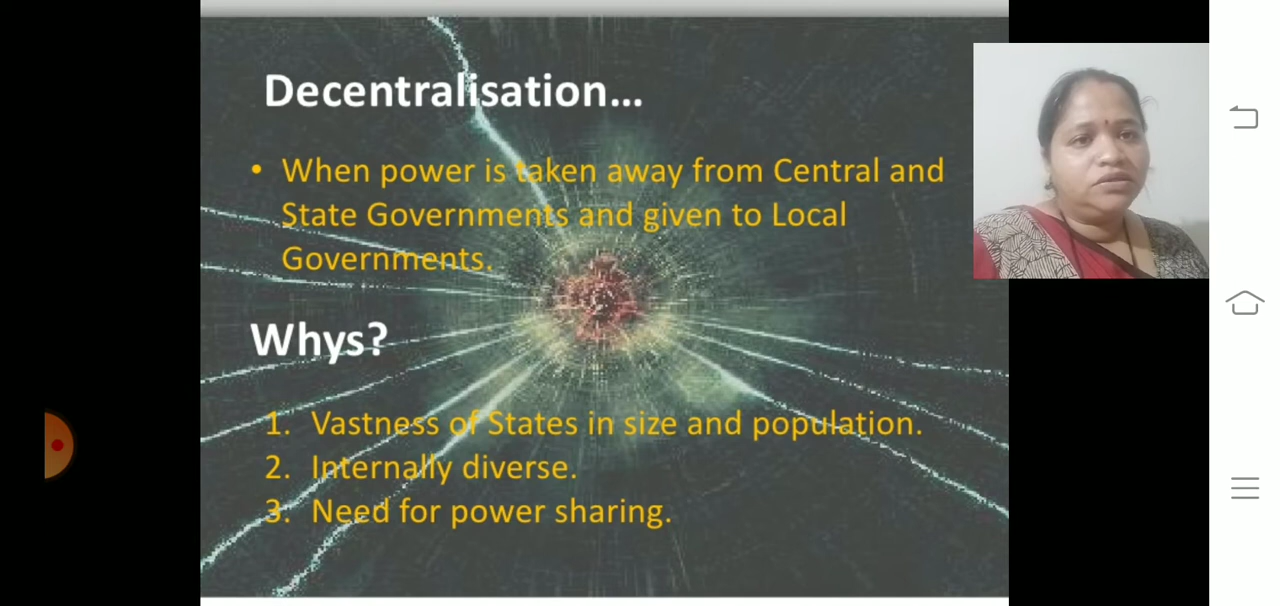 Decentralisation...
• When power is taken away from Central and
State Governments and given to Local
Governments.
Whys?
1. Vastness of States in size and population.
2. Internally diverse.
3. Need for power sharing.